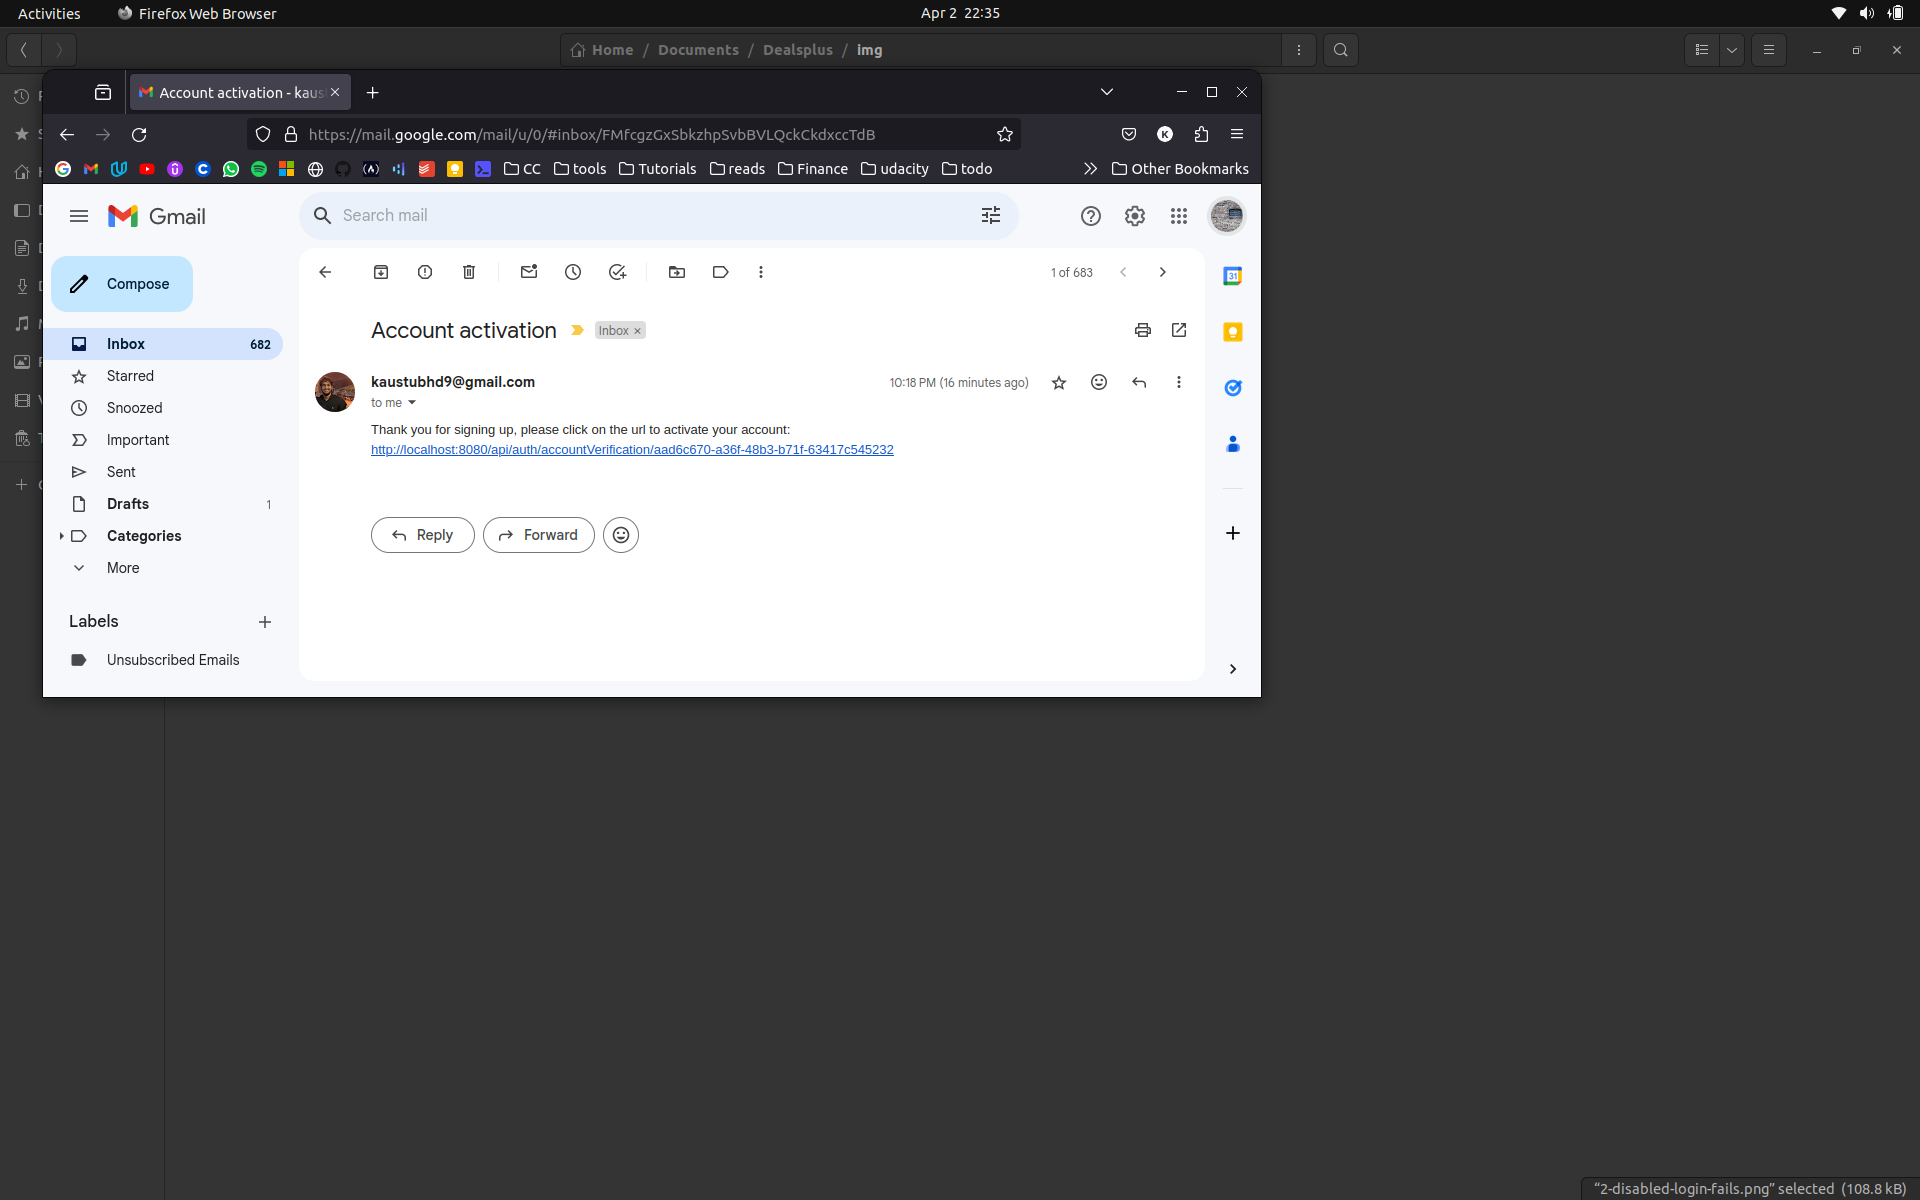 Activities Firefox Web Browser Apr 2 22:35
Home / Documents / Dealsplus / img
Account activation - kaus
https://mail.google.com/mail/u/0/#inbox/FMfcgzGxSbkzhpSvbBVLQckCkdxccTdB
CC tools Tutorials reads Finance udacity todo Other Bookmarks
Gmail
Search mail
Compose
1 of 683
Account activation
Inbox ×
Inbox 682
Starred
Snoozed
Important
Sent
Drafts 1
Categories
More
Labels
Unsubscribed Emails
kaustubhd9@gmail.com
10:18 PM (16 minutes ago)
to me
Thank you for signing up, please click on the url to activate your account:
http://localhost:8080/api/auth/accountVerification/aad6c670-a36f-48b3-b71f-63417c545232
Reply
Forward
"2-disabled-login-fails.png" selected (108.8 kB)